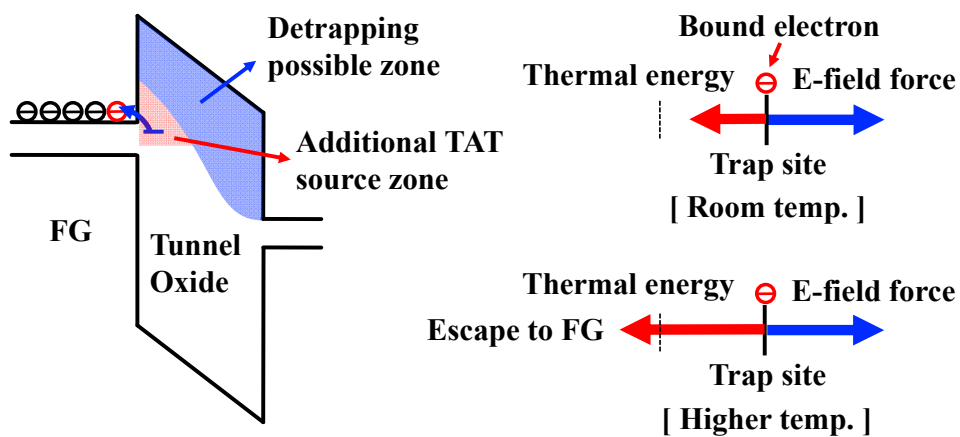 Detrapping
possible zone
Additional TAT
source zone
FG
Tunnel
Oxide
Bound electron
Thermal energy
E-field force
Trap site
[ Room temp. ]
Thermal energy
E-field force
Escape to FG
Trap site
[ Higher temp. ]